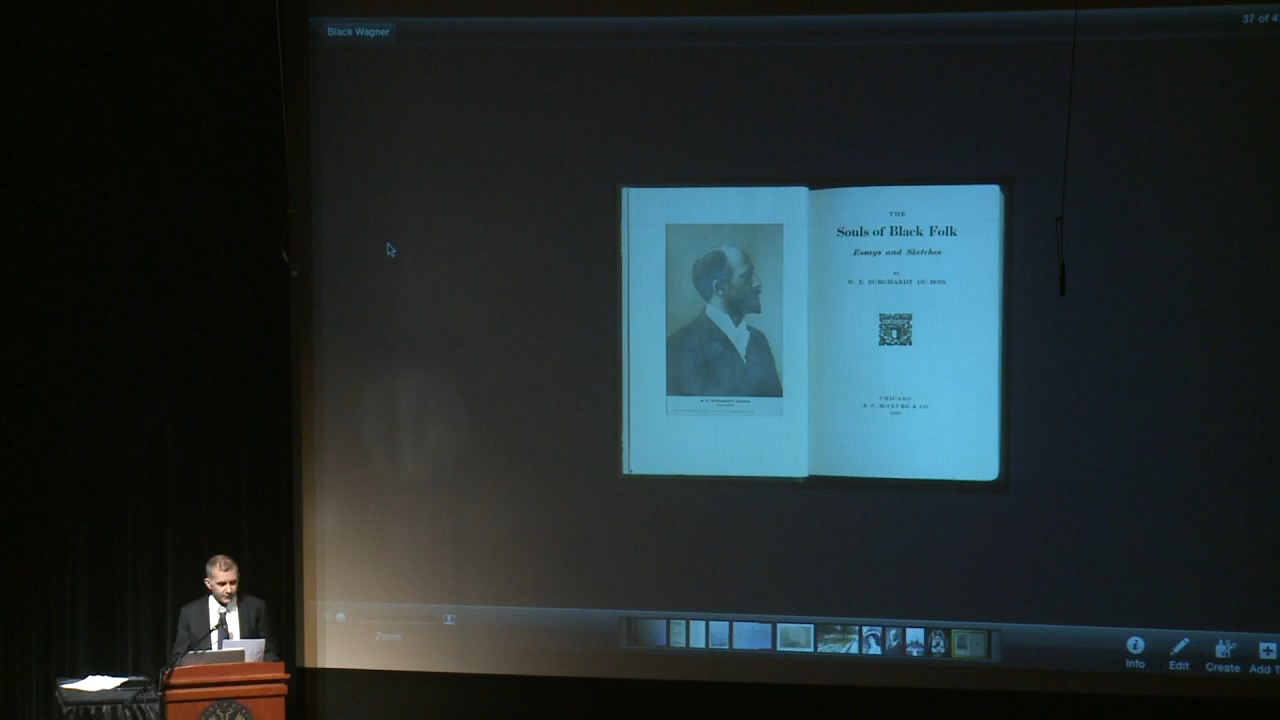 Black Wagner
37 of 4
THE
Souls of Black Folk
Essays and Sketches
BY
W. E. BURGHARDT DU BOIS
CHICAGO
A. C. McCLURG & CO
Zoom
Info
Edit
Create
Add T